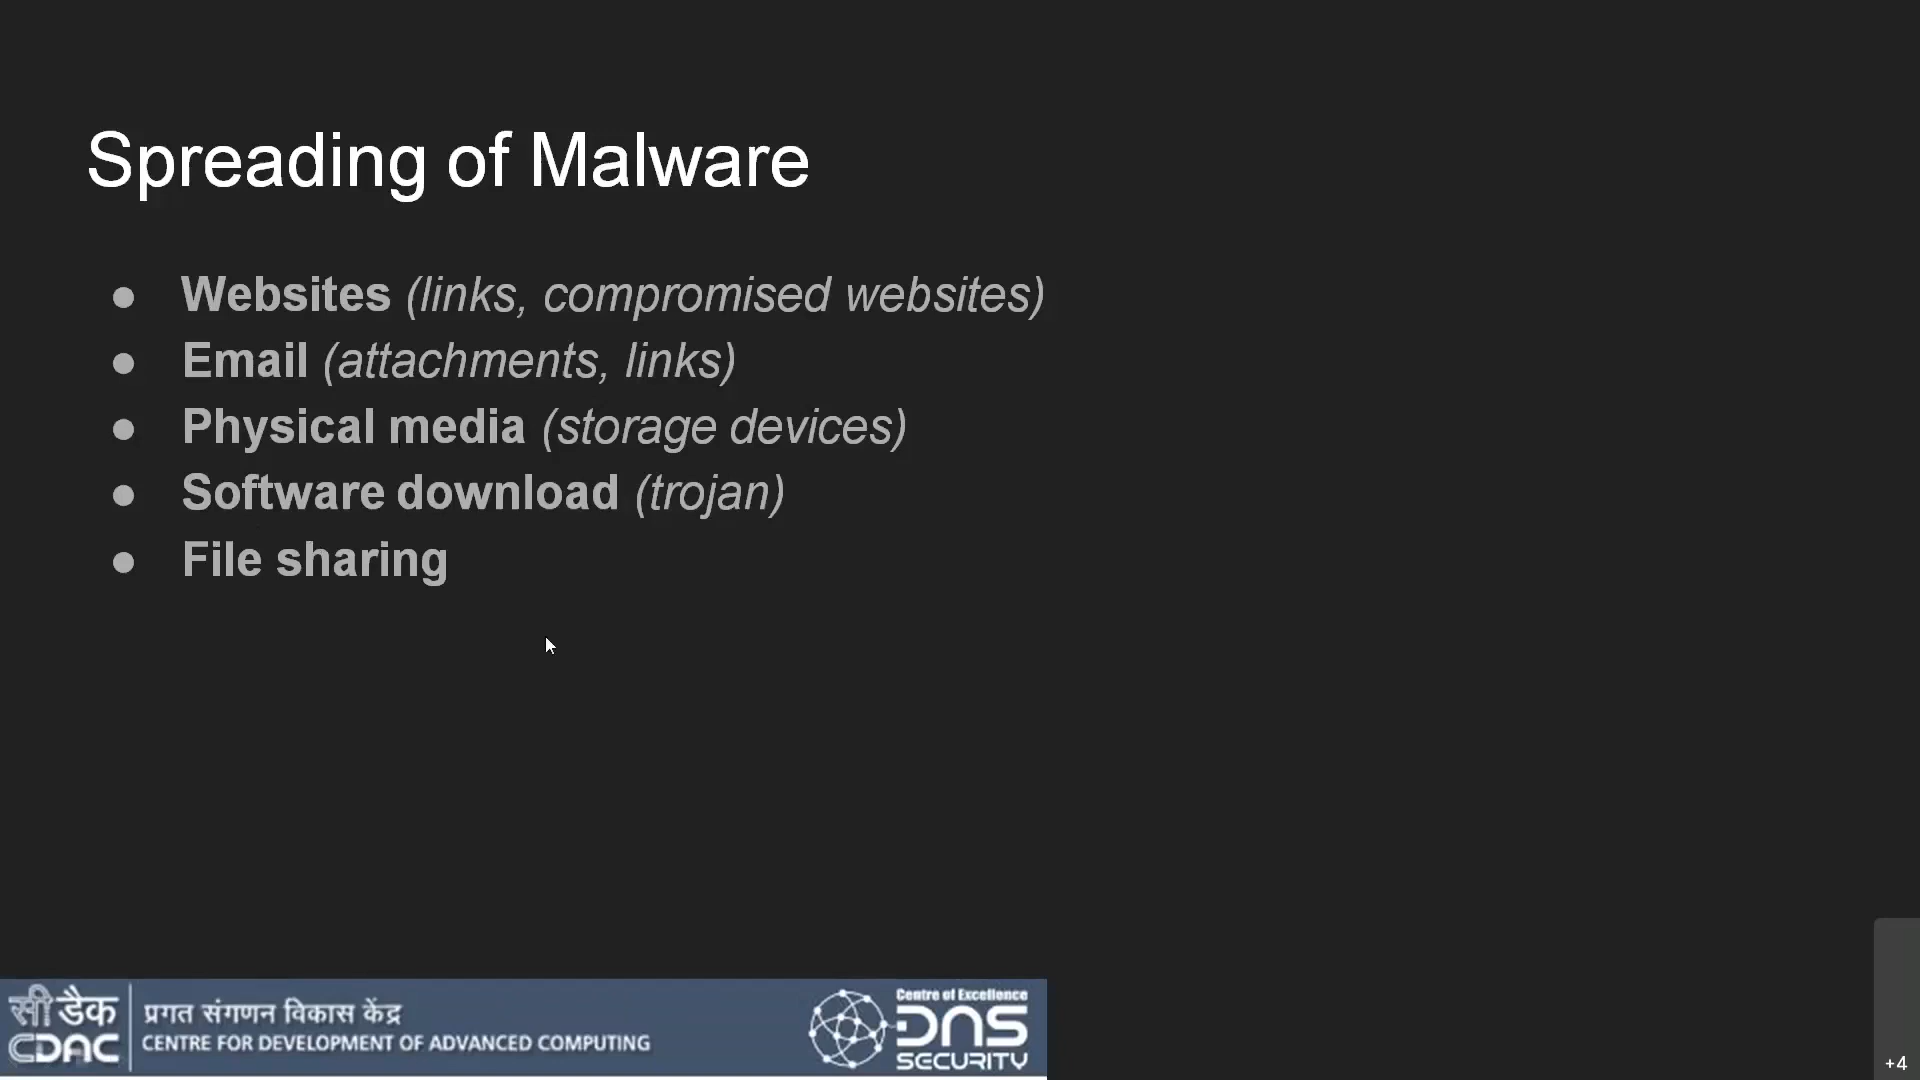 Spreading of Malware
● Websites (links, compromised websites)
● Email (attachments, links)
● Physical media (storage devices)
● Software download (trojan)
● File sharing
सी डैक
CDAC
प्रगत संगणन विकास केंद्र
CENTRE FOR DEVELOPMENT OF ADVANCED COMPUTING
Centre of Excellence
DNS
SECURITY
+4